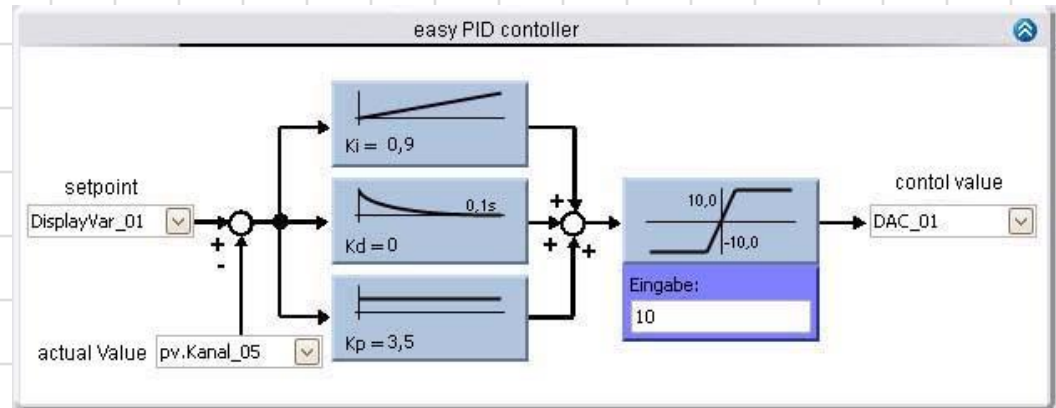 easy PID contoller
Ki = 0,9
setpoint
DisplayVar_01
+
-
0,1s
Kd = 0
+
+
+
10,0
-10,0
contol value
DAC_01
Eingabe:
10
Kp = 3,5
actual Value pv.Kanal_05